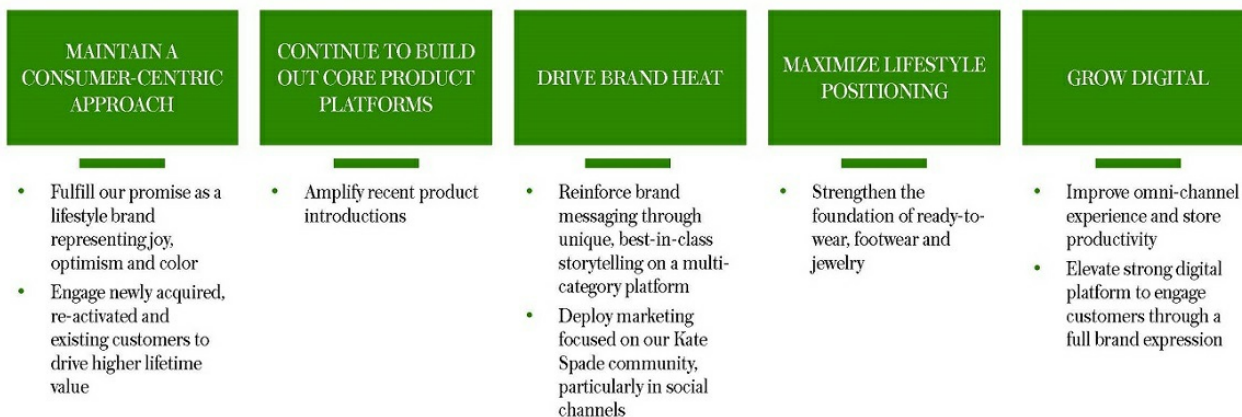 MAINTAIN A
CONSUMER-CENTRIC
APPROACH
• Fulfill our promise as a
lifestyle brand
representing joy,
optimism and color
• Engage newly acquired,
re-activated and
existing customers to
drive higher lifetime
value
CONTINUE TO BUILD
OUT CORE PRODUCT
PLATFORMS
• Amplify recent product
introductions
DRIVE BRAND HEAT
• Reinforce brand
messaging through
unique, best-in-class
storytelling on a multi-
category platform
• Deploy marketing
focused on our Kate
Spade community,
particularly in social
channels
MAXIMIZE LIFESTYLE
POSITIONING
• Strengthen the
foundation of ready-to-
wear, footwear and
jewelry
GROW DIGITAL
• Improve omni-channel
experience and store
productivity
• Elevate strong digital
platform to engage
customers through a
full brand expression